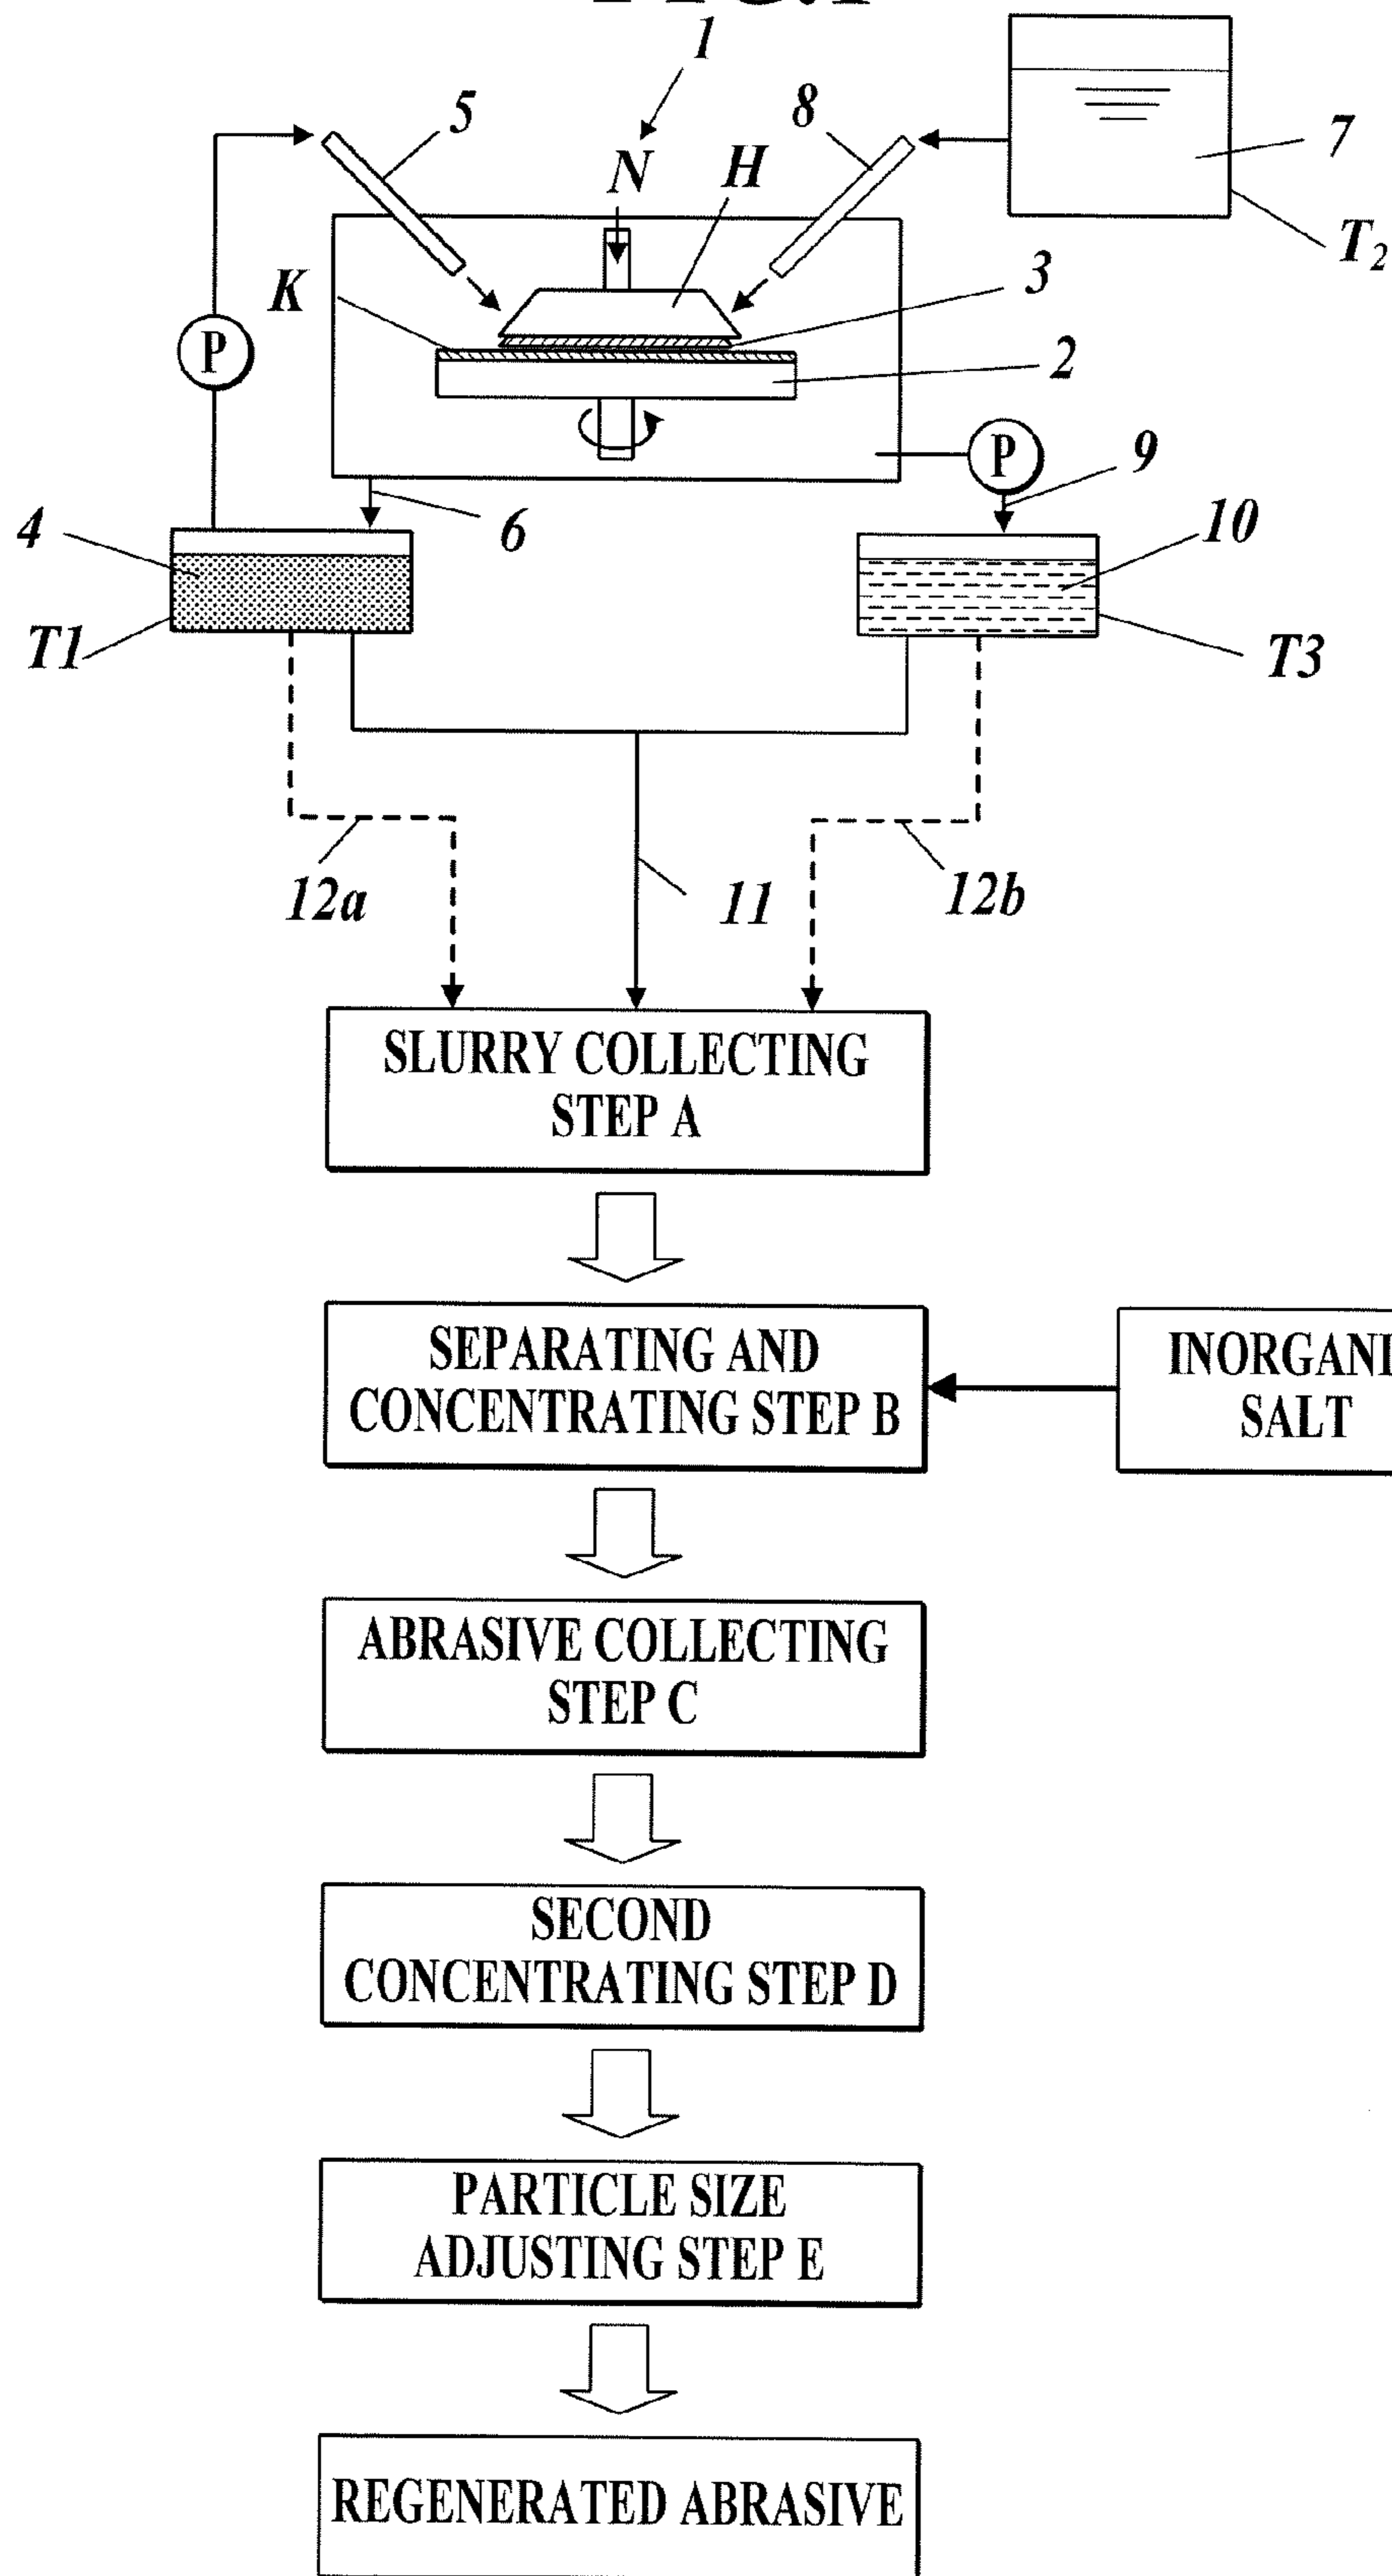 1
5
8
7
N
H
T2
K
3
P
2
P
9
4
6
10
T1
T3
12a
11
12b
SLURRY COLLECTING
STEP A
SEPARATING AND
CONCENTRATING STEP B
INORGANI
SALT
ABRASIVE COLLECTING
STEP C
SECOND
CONCENTRATING STEP D
PARTICLE SIZE
ADJUSTING STEP E
REGENERATED ABRASIVE